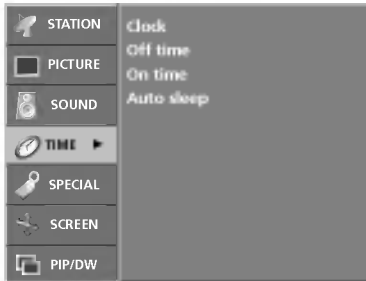 STATION
PICTURE
SOUND
TIME
SPECIAL
SCREEN
PIP/DW
Clock
Off time
On time
Auto sleep